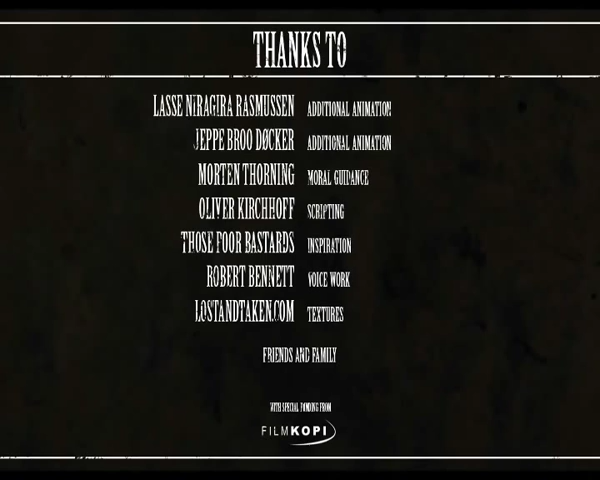 THANKS TO
LASSE NIRAGIRA RASMUSSEN ADDITIONAL ANIMATION
JEPPE BROO DØCKER ADDITIONAL ANIMATION
MORTEN THORNING MORAL GUIDANCE
OLIVER KIRCHHOFF SCRIPTING
THOSE POOR BASTARDS INSPIRATION
ROBERT BENNETT VOICE WORK
LOSTANDTAKEN.COM TEXTURES
FRIENDS AND FAMILY
WITH SPECIAL FUNDING FROM
FILMKOPI